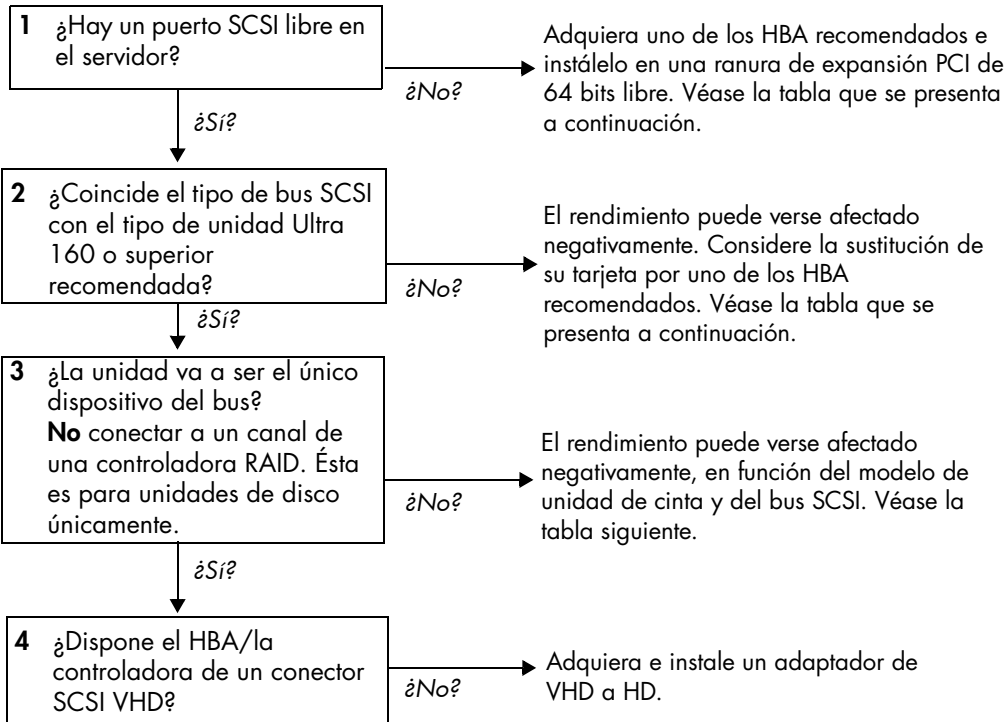 1 ¿Hay un puerto SCSI libre en
el servidor?
¿No?
Adquiera uno de los HBA recomendados e
instálelo en una ranura de expansión PCI de
64 bits libre. Véase la tabla que se presenta
a continuación.
¿Sí?
2 ¿Coincide el tipo de bus SCSI
con el tipo de unidad Ultra
160 o superior
recomendada?
¿No?
El rendimiento puede verse afectado
negativamente. Considere la sustitución de
su tarjeta por uno de los HBA
recomendados. Véase la tabla que se
presenta a continuación.
¿Sí?
3 ¿La unidad va a ser el único
dispositivo del bus?
No conectar a un canal de
una controladora RAID. Ésta
es para unidades de disco
únicamente.
¿No?
El rendimiento puede verse afectado
negativamente, en función del modelo de
unidad de cinta y del bus SCSI. Véase la
tabla siguiente.
¿Sí?
4 ¿Dispone el HBA/la
controladora de un conector
SCSI VHD?
¿No?
Adquiera e instale un adaptador de
VHD a HD.